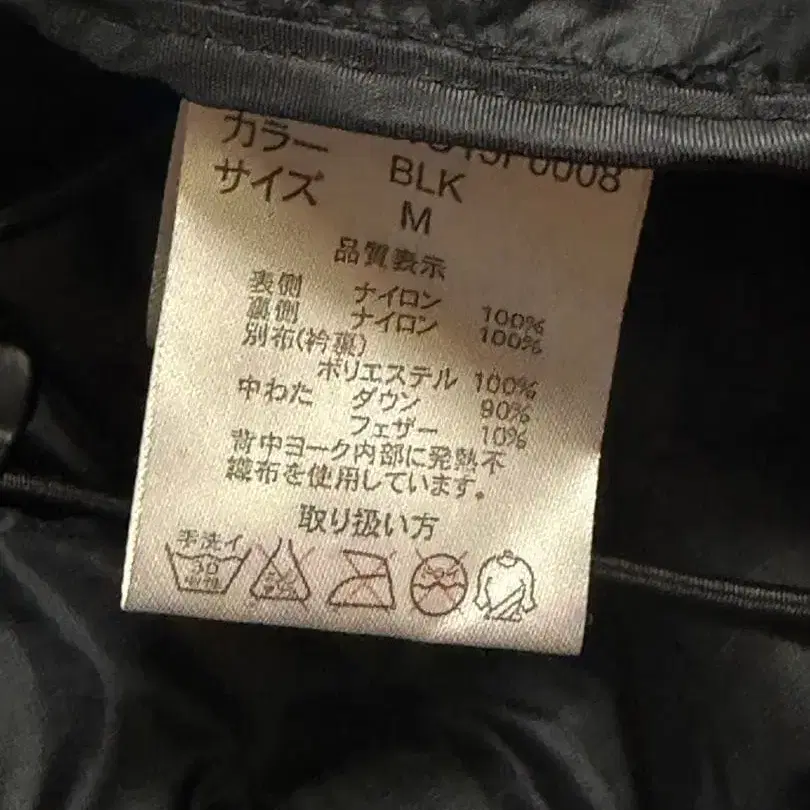 カラー BLK
サイズ M
品質表示
表側 ナイロン 100%
裏側 ナイロン 100%
別布(衿裏)
ポリエステル 100%
中わた ダウン 90%
フェザー 10%
背中ヨーク内部に発熱不
織布を使用しています。
取り扱い方
手洗イ
30
中性